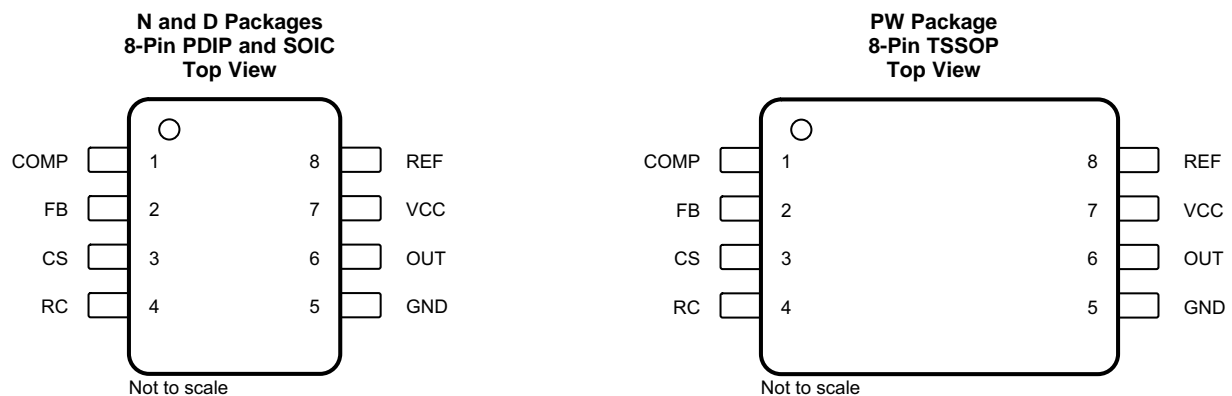 N and D Packages
8-Pin PDIP and SOIC
Top View
COMP 1 8 REF
FB 2 7 VCC
CS 3 6 OUT
RC 4 5 GND
Not to scale
PW Package
8-Pin TSSOP
Top View
COMP 1 8 REF
FB 2 7 VCC
CS 3 6 OUT
RC 4 5 GND
Not to scale